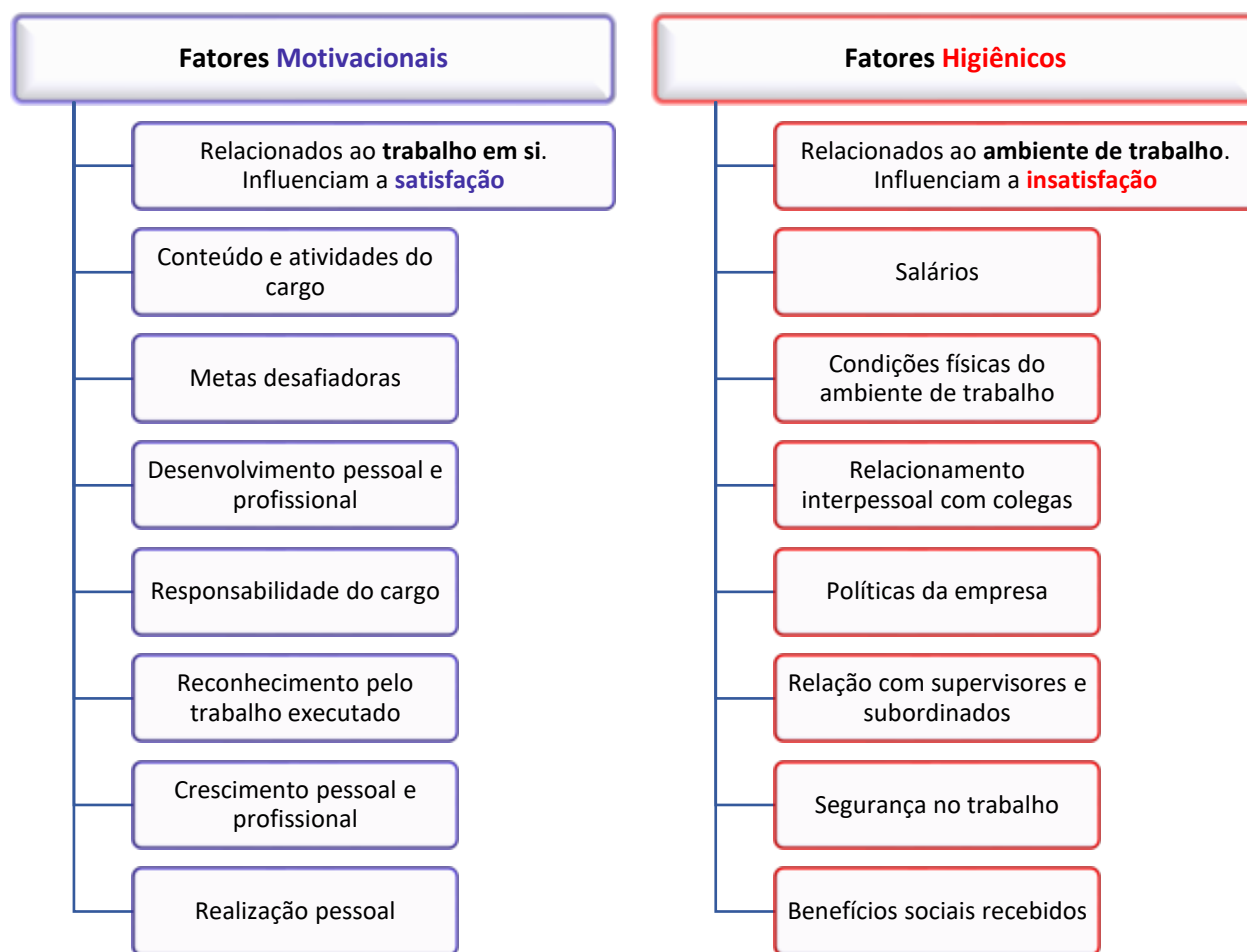 Fatores Motivacionais
Relacionados ao trabalho em si.
Influenciam a satisfação
Conteúdo e atividades do
cargo
Metas desafiadoras
Desenvolvimento pessoal e
profissional
Responsabilidade do cargo
Reconhecimento pelo
trabalho executado
Crescimento pessoal e
profissional
Realização pessoal
Fatores Higiênicos
Relacionados ao ambiente de trabalho.
Influenciam a insatisfação
Salários
Condições físicas do
ambiente de trabalho
Relacionamento
interpessoal com colegas
Políticas da empresa
Relação com supervisores e
subordinados
Segurança no trabalho
Benefícios sociais recebidos